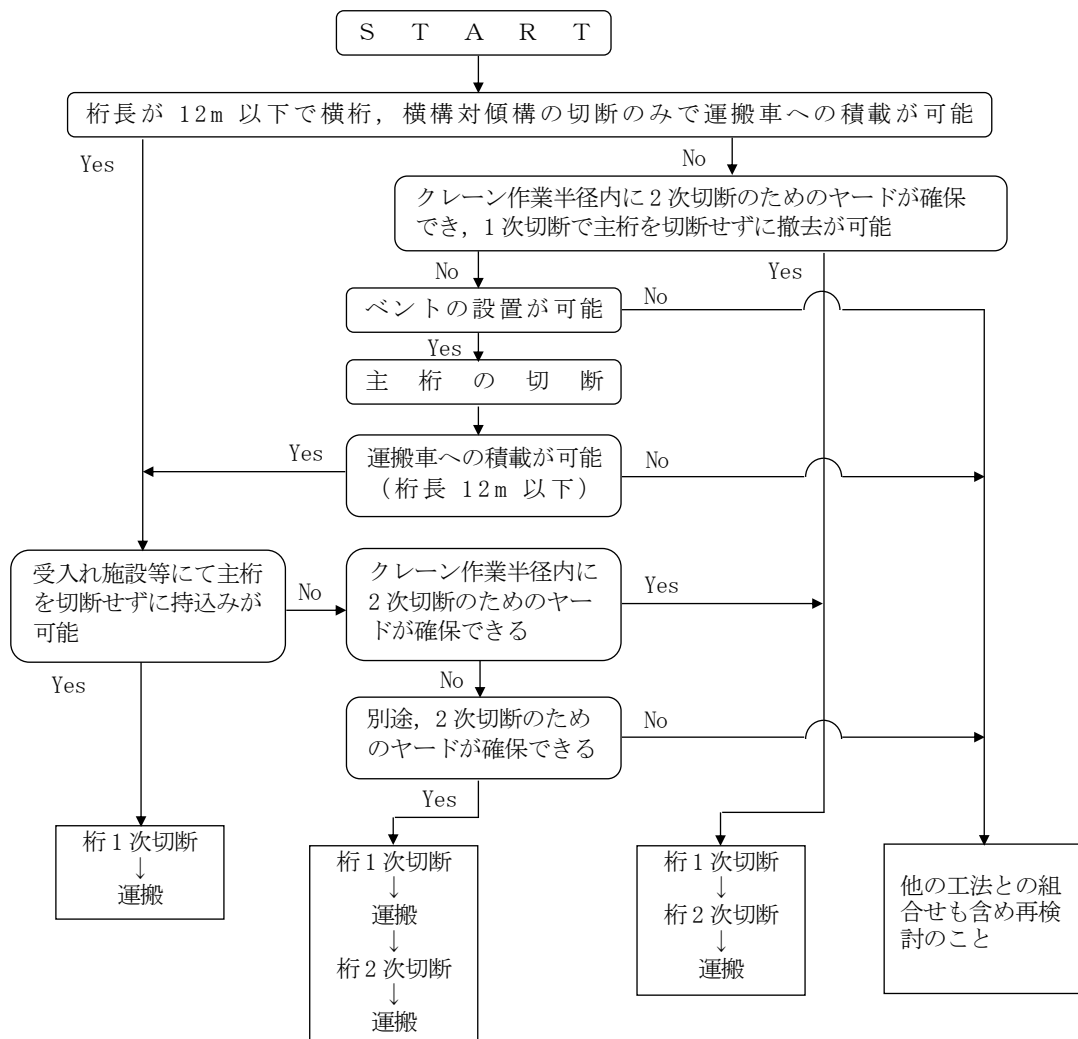 START
桁長が 12m 以下で横桁，横構対傾構の切断のみで運搬車への積載が可能
Yes
No
クレーン作業半径内に２次切断のためのヤードが確保
でき，１次切断で主桁を切断せずに撤去が可能
No
Yes
ベントの設置が可能
No
Yes
主桁の切断
Yes
運搬車への積載が可能
（桁長 12m 以下）
No
受入れ施設等にて主桁
を切断せずに持込みが
可能
No
クレーン作業半径内に
２次切断のためのヤー
ドが確保できる
Yes
Yes
No
別途，２次切断のため
のヤードが確保できる
No
Yes
桁１次切断
↓
運搬
桁１次切断
↓
運搬
↓
桁２次切断
↓
運搬
桁１次切断
↓
桁２次切断
↓
運搬
他の工法との組
合せも含め再検
討のこと